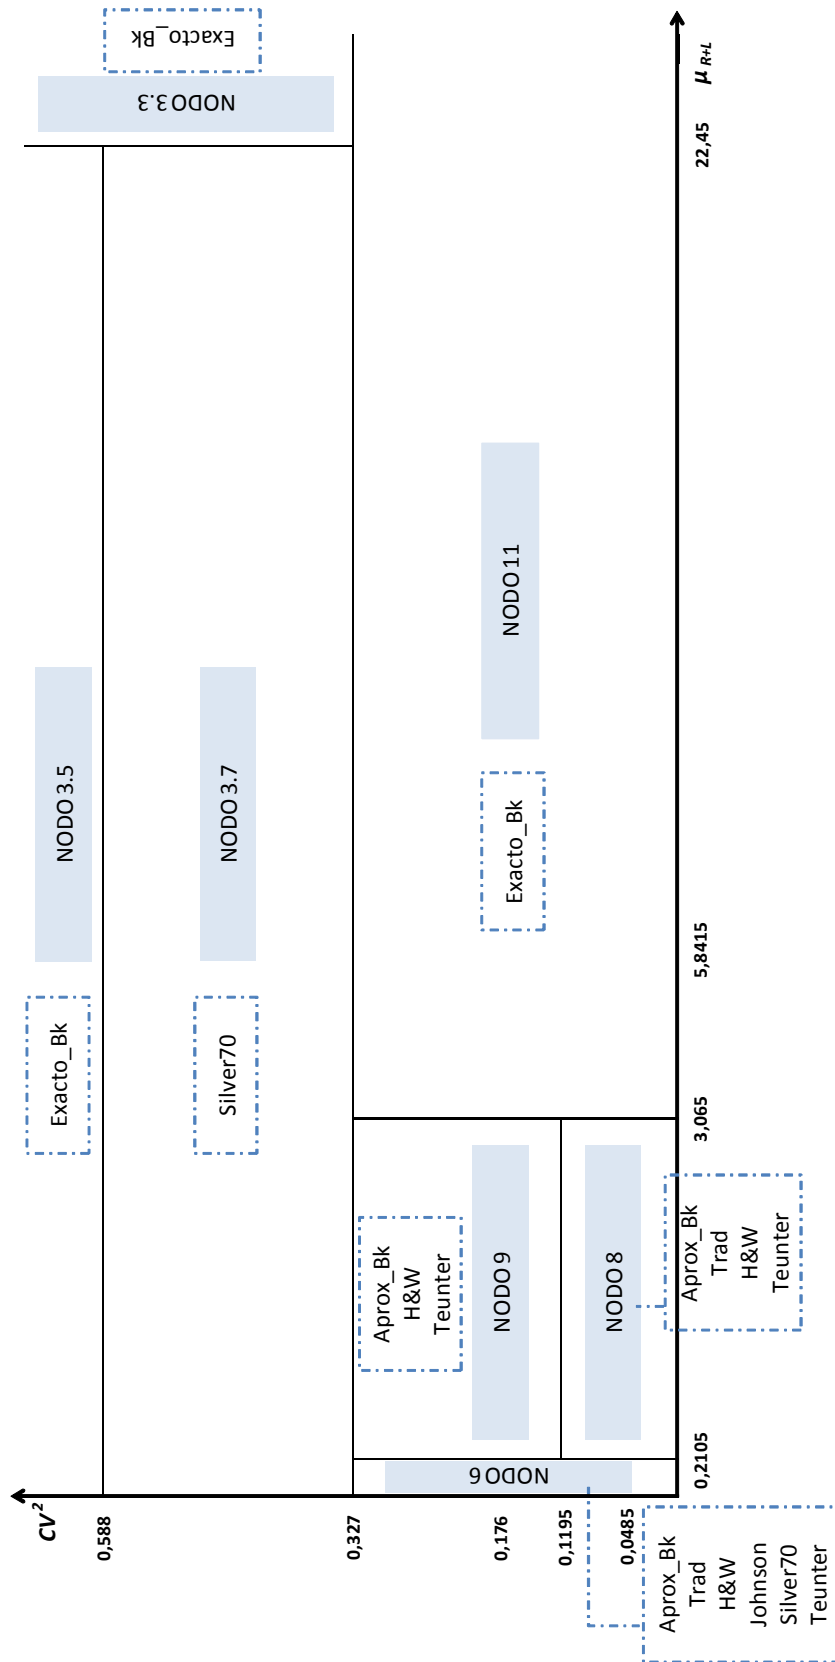 CV²
0,588
0,327
0,176
0,1195
0,0485
NODO 3.5
Exacto_Bk
NODO 3.7
Silver70
NODO 3.3
Exacto_Bk
Aprox_Bk
H&W
Teunter
NODO 9
NODO 11
Exacto_Bk
NODO 8
NODO 6
Aprox_Bk
Trad
H&W
Teunter
Aprox_Bk
Trad
H&W
Johnson
Silver70
Teunter
0,2105
3,065
5,8415
22,45
μ R+L